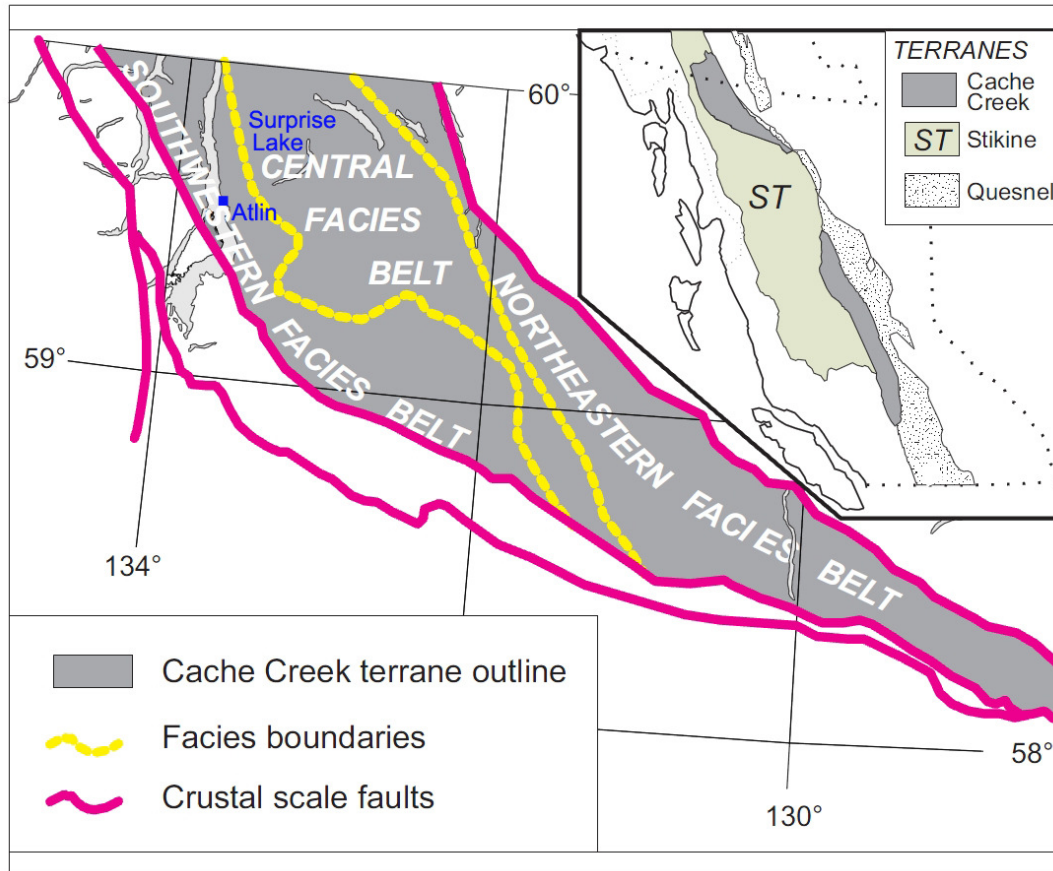 TERRANES
Cache
Creek
ST Stikine
Quesnel
ST
60°
Surprise
Lake
Atlin
SOUTHWESTERN FACIES BELT
CENTRAL
FACIES
BELT
NORTHEASTERN FACIES BELT
59°
134°
58°
130°
Cache Creek terrane outline
Facies boundaries
Crustal scale faults